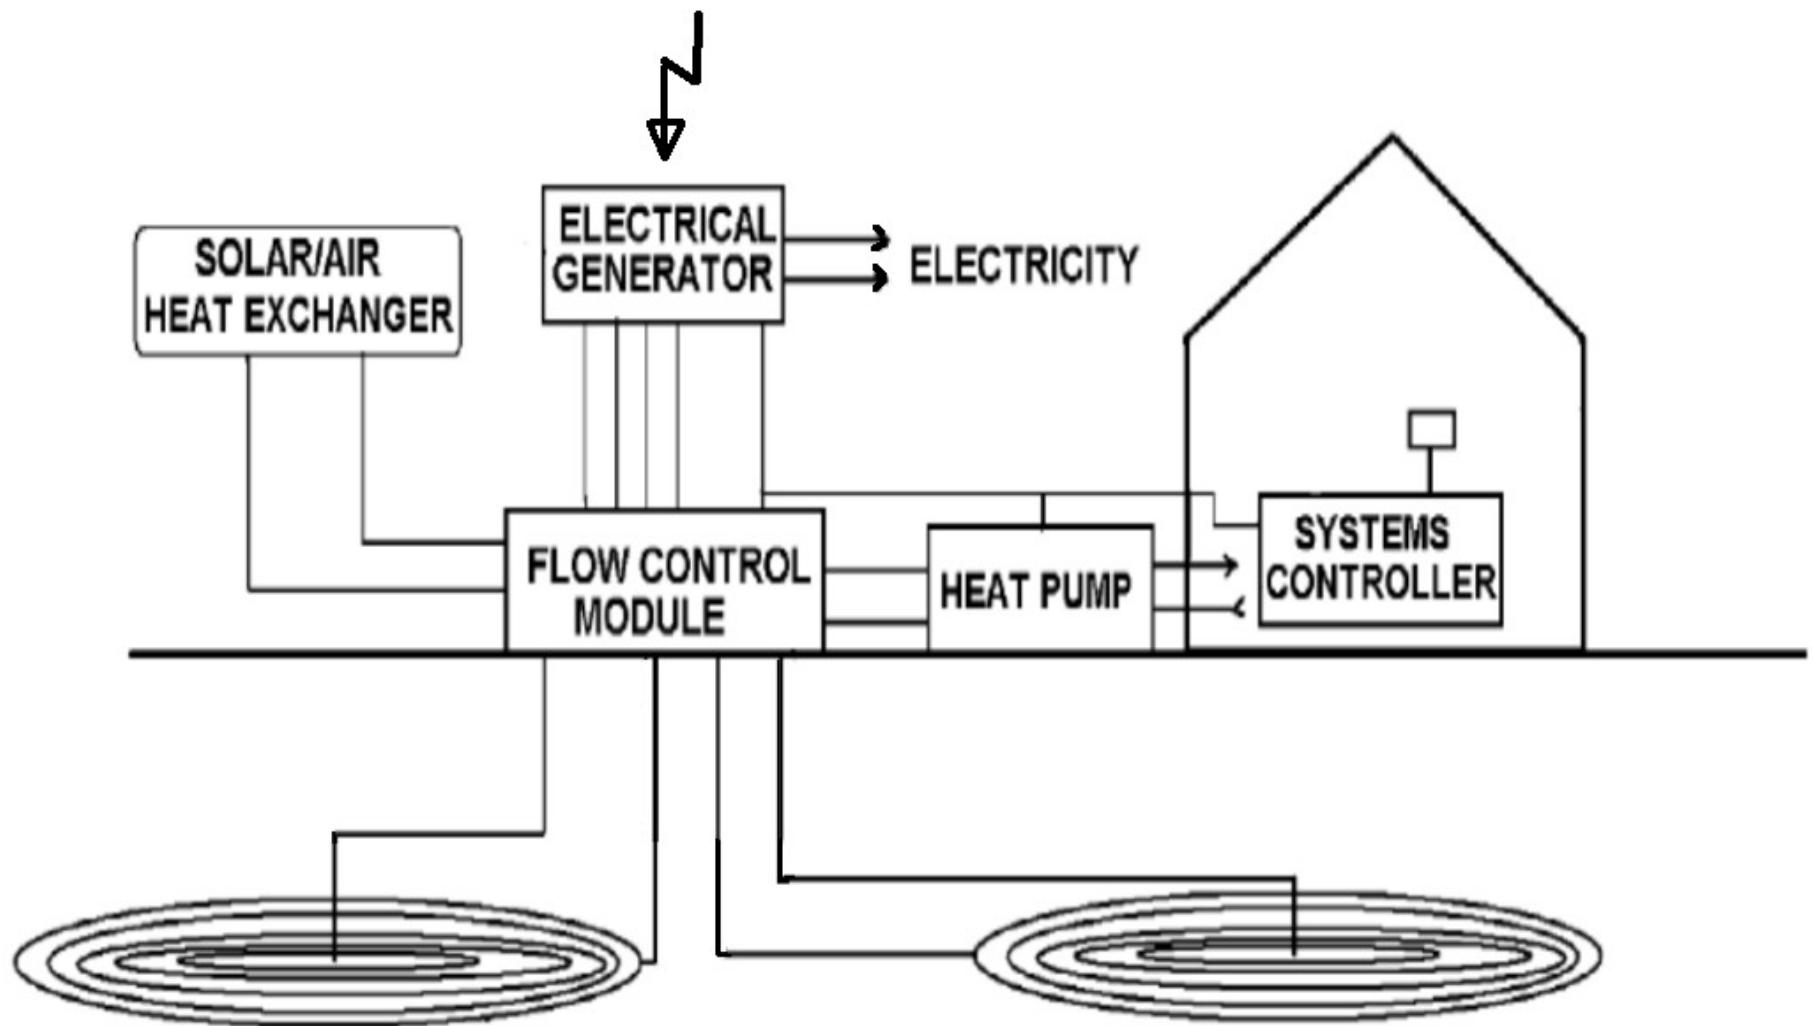 SOLAR/AIR
HEAT EXCHANGER
ELECTRICAL
GENERATOR
ELECTRICITY
FLOW CONTROL
MODULE
HEAT PUMP
SYSTEMS
CONTROLLER